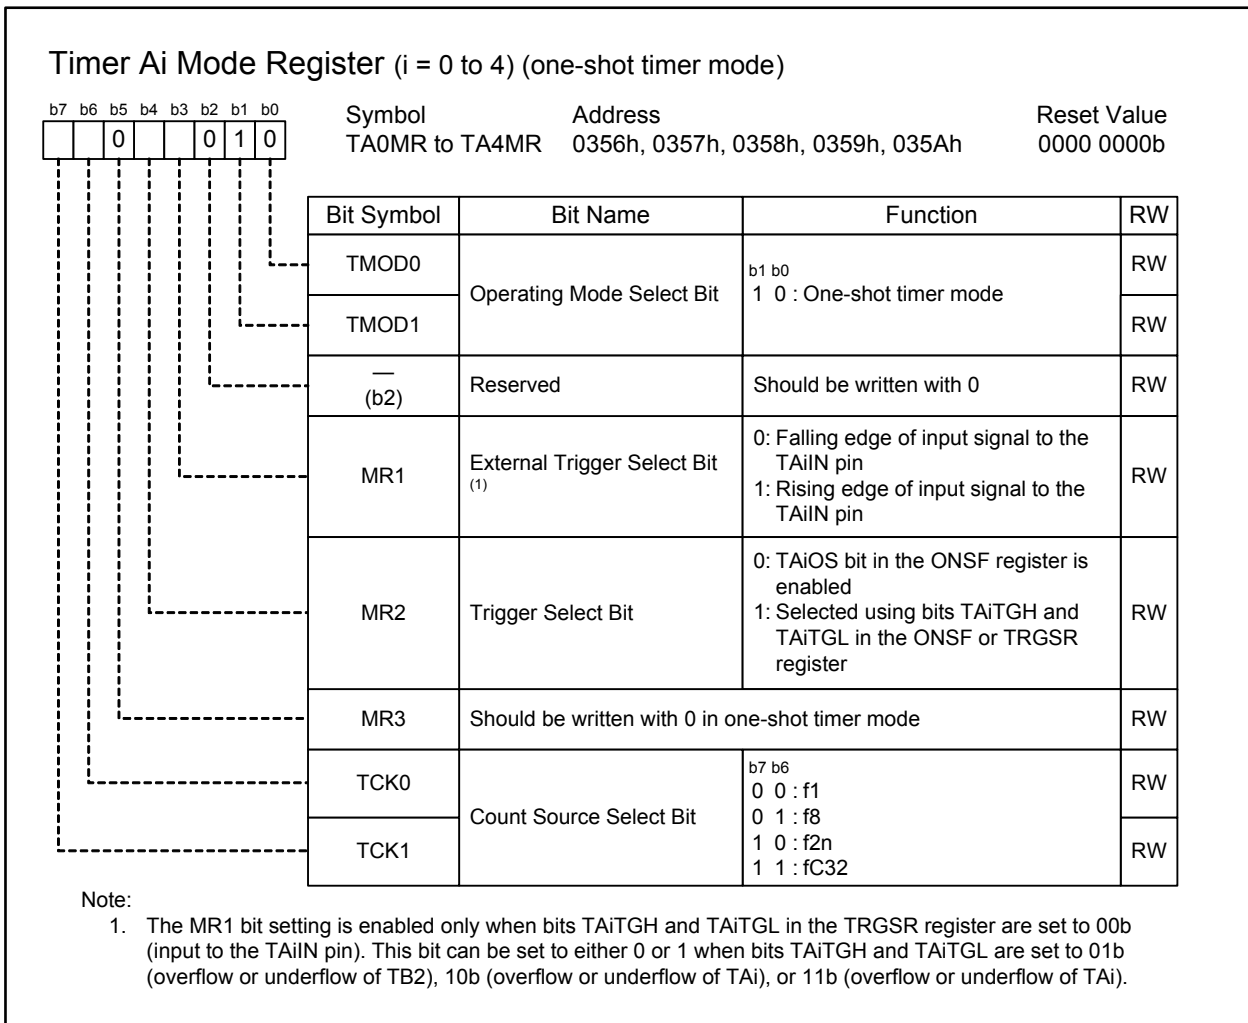 Timer Ai Mode Register (i = 0 to 4) (one-shot timer mode)
b7 b6 b5 b4 b3 b2 b1 b0
0 0 1 0
Symbol Address Reset Value
TA0MR to TA4MR 0356h, 0357h, 0358h, 0359h, 035Ah 0000 0000b
Bit Symbol Bit Name Function RW
TMOD0 RW
Operating Mode Select Bit
b1 b0
1 0 : One-shot timer mode
TMOD1 RW
—
(b2)
Reserved Should be written with 0 RW
MR1
External Trigger Select Bit
(1)
0: Falling edge of input signal to the
TAiIN pin
1: Rising edge of input signal to the
TAiIN pin
RW
MR2
Trigger Select Bit
0: TAiOS bit in the ONSF register is
enabled
1: Selected using bits TAiTGH and
TAiTGL in the ONSF or TRGSR
register
RW
MR3 Should be written with 0 in one-shot timer mode RW
TCK0 RW
Count Source Select Bit
b7 b6
0 0 : f1
0 1 : f8
1 0 : f2n
1 1 : fC32
TCK1 RW
Note:
1. The MR1 bit setting is enabled only when bits TAiTGH and TAiTGL in the TRGSR register are set to 00b
(input to the TAiIN pin). This bit can be set to either 0 or 1 when bits TAiTGH and TAiTGL are set to 01b
(overflow or underflow of TB2), 10b (overflow or underflow of TAi), or 11b (overflow or underflow of TAi).